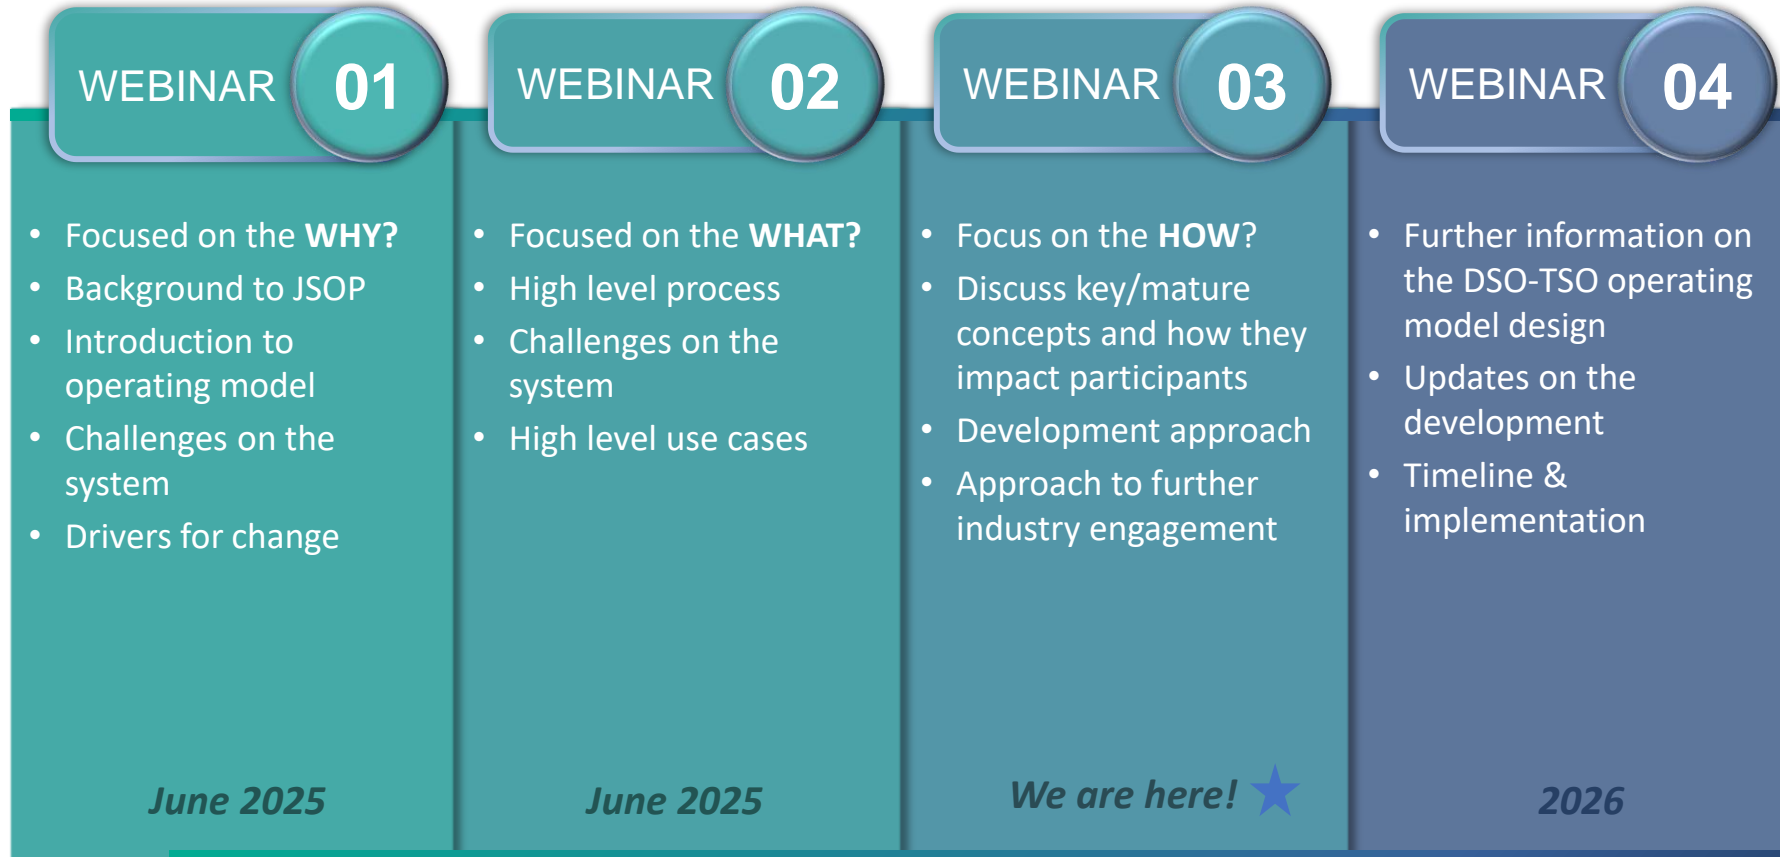 WEBINAR 01
• Focused on the WHY?
• Background to JSOP
• Introduction to
operating model
• Challenges on the
system
• Drivers for change
June 2025
WEBINAR 02
• Focused on the WHAT?
• High level process
• Challenges on the
system
• High level use cases
June 2025
WEBINAR 03
• Focus on the HOW?
• Discuss key/mature
concepts and how they
impact participants
• Development approach
• Approach to further
industry engagement
We are here!
WEBINAR 04
• Further information on
the DSO-TSO operating
model design
• Updates on the
development
• Timeline &
implementation
2026